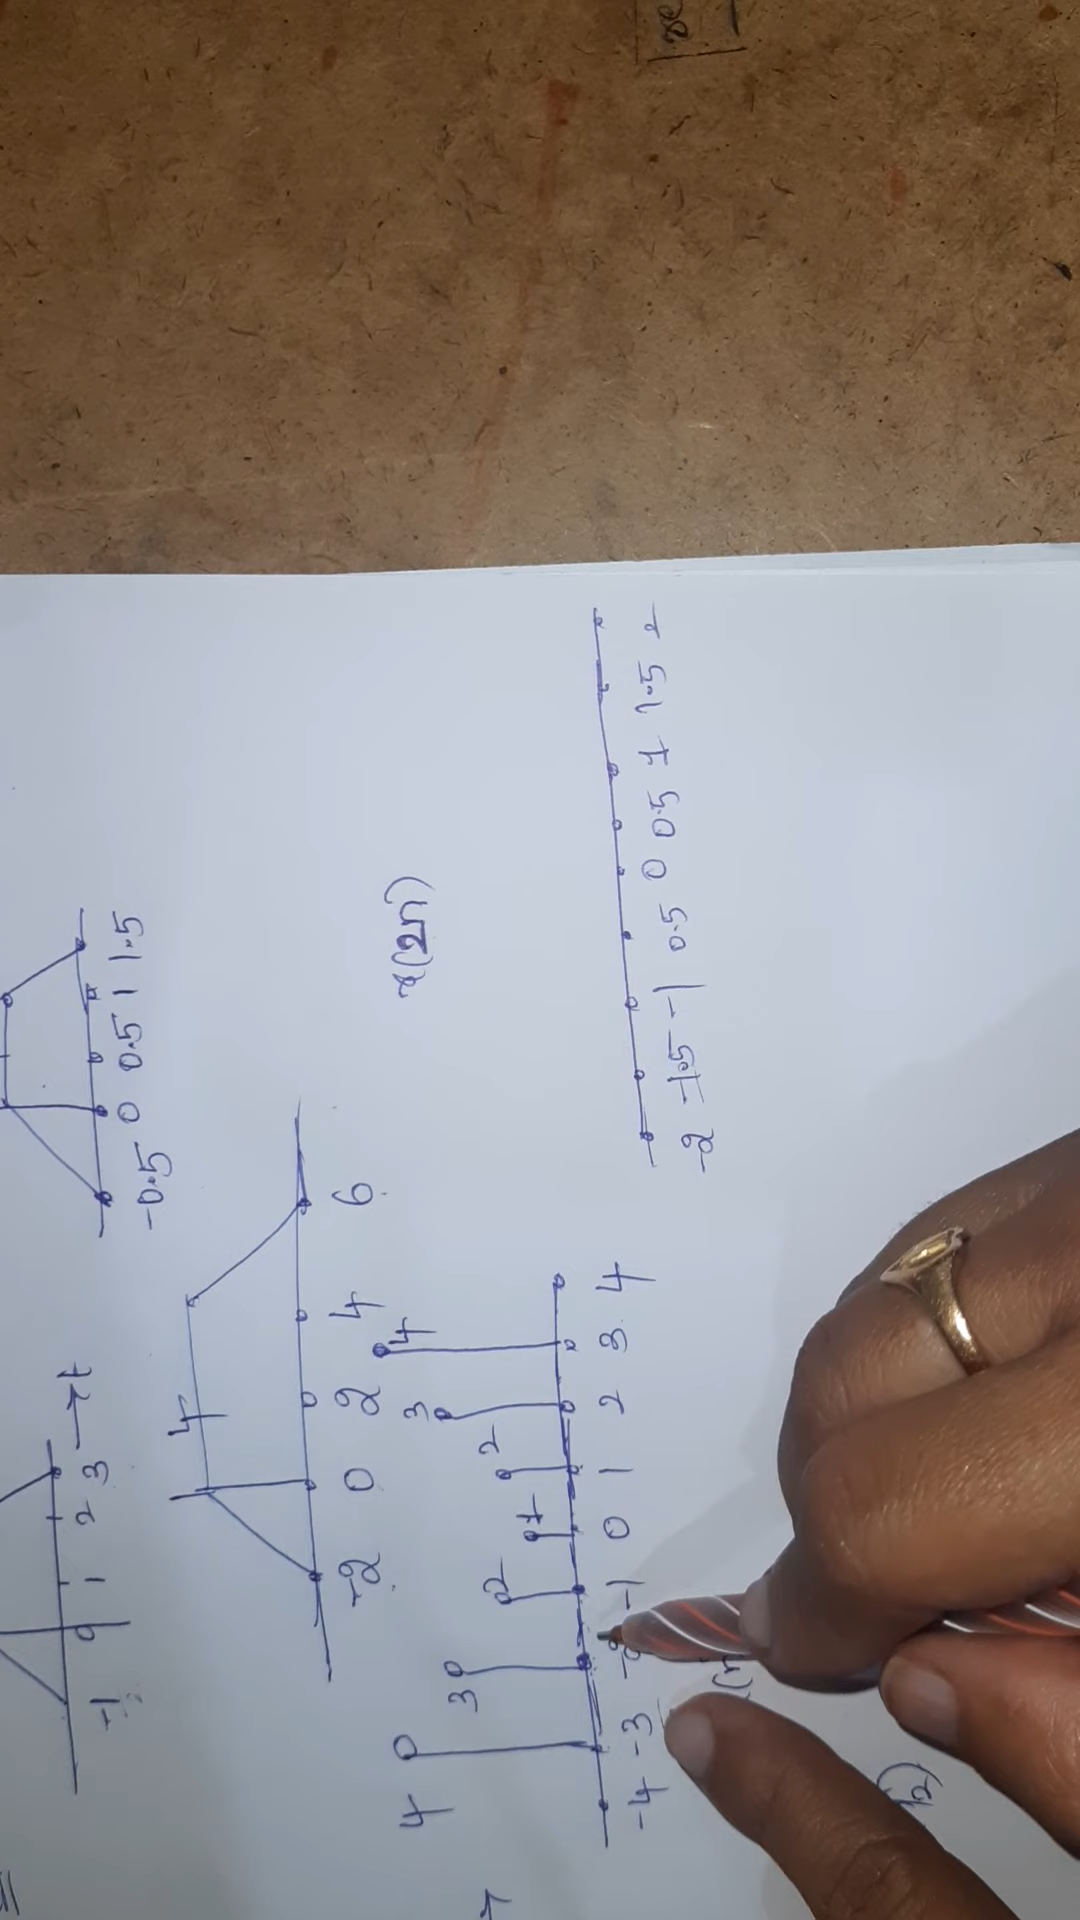 -1 0 1 2 3 → t
-0.5 0 0.5 1 1.5
4
-2 0 2 4 6
x(2n)
4 3 2 1 2 3 4
-4 -3 -2 -1 0 1 2 3 4
-2 -1.5 -1 0.5 0 0.5 1 1.5 2